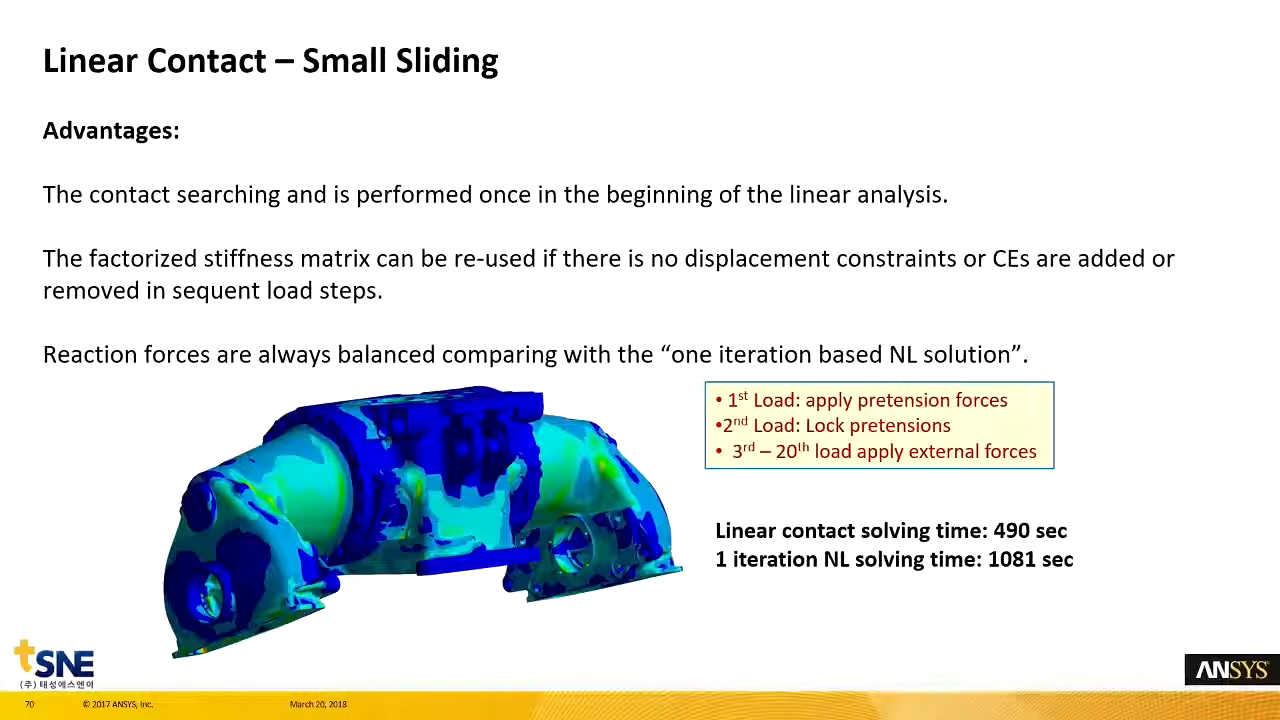 Linear Contact – Small Sliding
Advantages:
The contact searching and is performed once in the beginning of the linear analysis.
The factorized stiffness matrix can be re-used if there is no displacement constraints or CEs are added or
removed in sequent load steps.
Reaction forces are always balanced comparing with the “one iteration based NL solution”.
• 1st Load: apply pretension forces
•2nd Load: Lock pretensions
• 3rd – 20th load apply external forces
Linear contact solving time: 490 sec
1 iteration NL solving time: 1081 sec
tSNE
(주) 태성에스엔이
ANSYS
70 © 2017 ANSYS, Inc. March 20, 2018